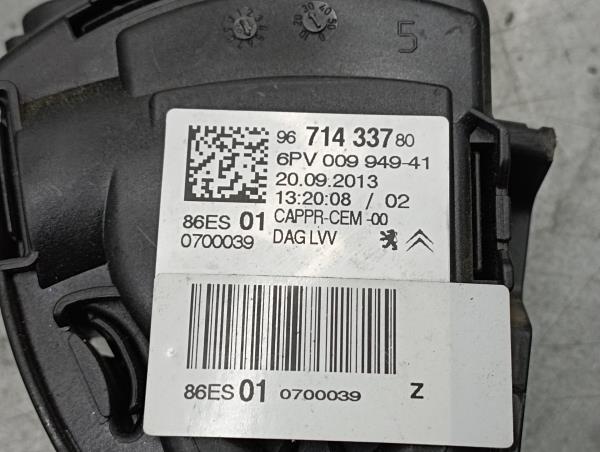 5
96 714 337 80
6PV 009 949-41
20.09.2013
13:20:08 / 02
86ES 01 CAPPR-CEM-00
0700039 DAG LVV
86ES 01 0700039 Z